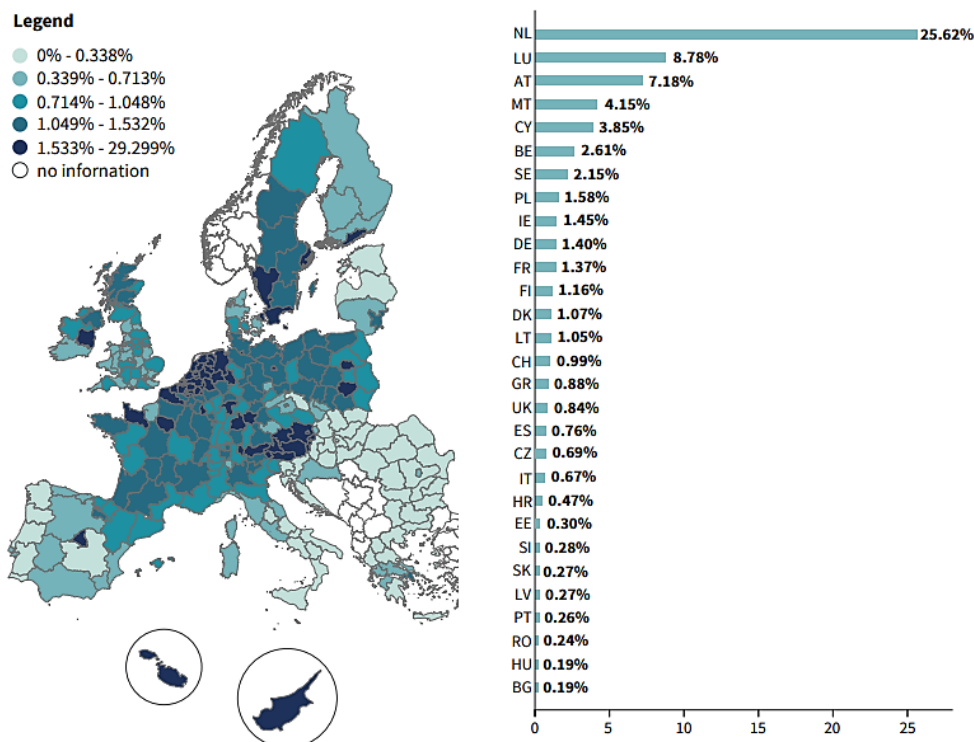 Legend
0% - 0.338%
0.339% - 0.713%
0.714% - 1.048%
1.049% - 1.532%
1.533% - 29.299%
no infornation
NL 25.62%
LU 8.78%
AT 7.18%
MT 4.15%
CY 3.85%
BE 2.61%
SE 2.15%
PL 1.58%
IE 1.45%
DE 1.40%
FR 1.37%
FI 1.16%
DK 1.07%
LT 1.05%
CH 0.99%
GR 0.88%
UK 0.84%
ES 0.76%
CZ 0.69%
IT 0.67%
HR 0.47%
EE 0.30%
SI 0.28%
SK 0.27%
LV 0.27%
PT 0.26%
RO 0.24%
HU 0.19%
BG 0.19%
0 5 10 15 20 25